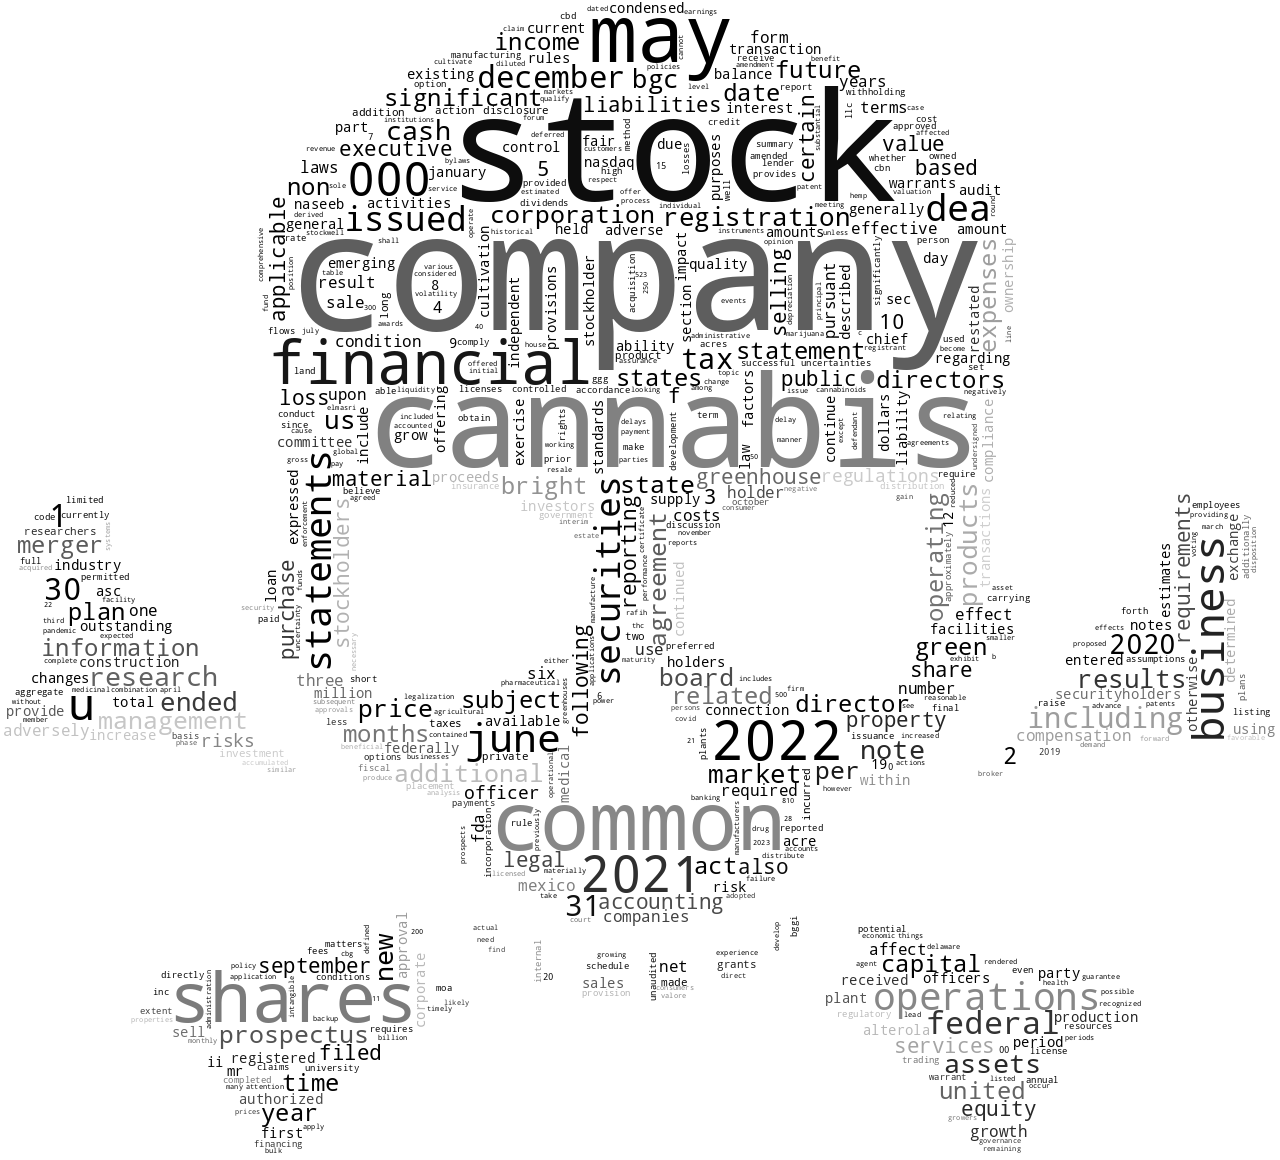 dated condensed earnings
cbd
claim current may cannot form
income transaction
manufacturing rules receive benefit
cultivate diluted policies amendment
existing december bgc balance future
option markets level date report years
significant qualify liabilities interest withholding
addition action disclosure credit terms case
institutions forum llc cost
part 7 cash deferred fair method stock due summary substantial certain value approved affected
revenue executive control customers losses amended whether owned
laws bylaws 5 nasdaq 15 lender cbn based
non sole 000 january high purposes provides warrants
service provided respect well patent hemp valuation audit
naseeb activities estimated offer dividends process individual meeting generally dea round
derived issued corporation registration
general stockwell operate historical held adverse instruments amounts unless effective amount
rate shall opinion person
applicable comprehensive position fund
emerging table various considered company quality day expenses ownership
result 8 volatility acquisition 523 250 impact events significantly
sale 300 long 4 cultivation provisions stockholder section selling depreciation principal pursuant described sec restated
awards 40 independent 10
flows july condition 9 comply house ability administrative marijuana c chief used line
financial offered product assurance acres statement registrant become regarding
land initial states tax successful uncertainties set
topic
loss upon able liquidity licenses controlled accordance ggg looking among change issue public cannabinoids directors negatively
elmasri included f factors relating
conduct us accounted offering cannabis rights delays term delay except dollars
since cause include grow obtain exercise working standards payment law manner continue defendant liability agreements undersigned
committee global prior make development 50 compliance
gross pay material proceeds resale parties greenhouse regulations require
insurance bright state negative distribution
believe agreed investors supply 3 holder gain
government october consumer
limited expressed enforcement statements stockholders interim securities reporting costs operating 12 reduced products transactions requirements employees
code 1 currently estate certificate discussion providing
researchers systems november march
merger performance agreement reports approximately exchange additionally disposition
full acquired industry purchase loan funds continued voting business
30 permitted asc asset estimates
22 facility security manufacture carrying
plan one paid uncertainty rafih effect forth
third outstanding thc facilities effects notes
pandemic expected necessary two smaller 2020
information following either applications use preferred green proposed
complete construction maturity exhibit b entered assumptions
changes research three short six holders share results determined
aggregate medicinal combination april million pharmaceutical greenhouses board includes plans
without u total ended subsequent legalization subject 6 related 500 firm number reasonable securityholders otherwise
provide member price agricultural power persons director see final raise advance patents listing
management approvals connection including
adversely increase basis less taxes available covid property compensation forward using
phase risks months contained june 2022 issuance increased demand favorable
investment beneficial federally private 21 note 2 2019
accumulated options businesses plants 19 0 actions
similar fiscal additional operational medical market per within broker
produce placement however
analysis officer required
payments banking 810 incurred
fda common 28
prospects incorporation rule previously manufacturers drug reported
2023 acre accounts
legal distribute
licensed materially 2021 act also
mexico failure
take risk adopted
31 accounting
court companies
approval 200 actual develop bggi potential
matters defined need economic things
fees cbg new find internal growing experience affect delaware
policy september schedule net grants agent capital rendered
directly application conditions 20 sales made direct received officers even party
corporate unaudited health guarantee
inc administration shares intangible 11 moa provision consumers valore plant operations possible
extent likely recognized
properties backup timely regulatory lead production
sell prospectus requires alterola federal resources
monthly billion services period periods
ii registered filed 00 license
mr claims university trading assets
completed time warrant listed annual
many attention united occur
authorized
prices year equity
apply growers
first growth
financing governance
bulk remaining